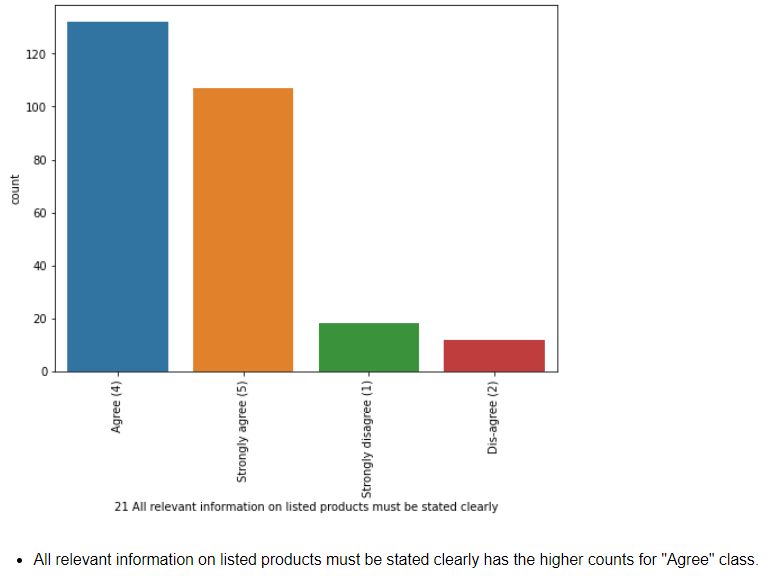 120
100
80
60
40
20
0
count
Agree (4)
Strongly agree (5)
Strongly disagree (1)
Dis-agree (2)
21 All relevant information on listed products must be stated clearly
• All relevant information on listed products must be stated clearly has the higher counts for "Agree" class.